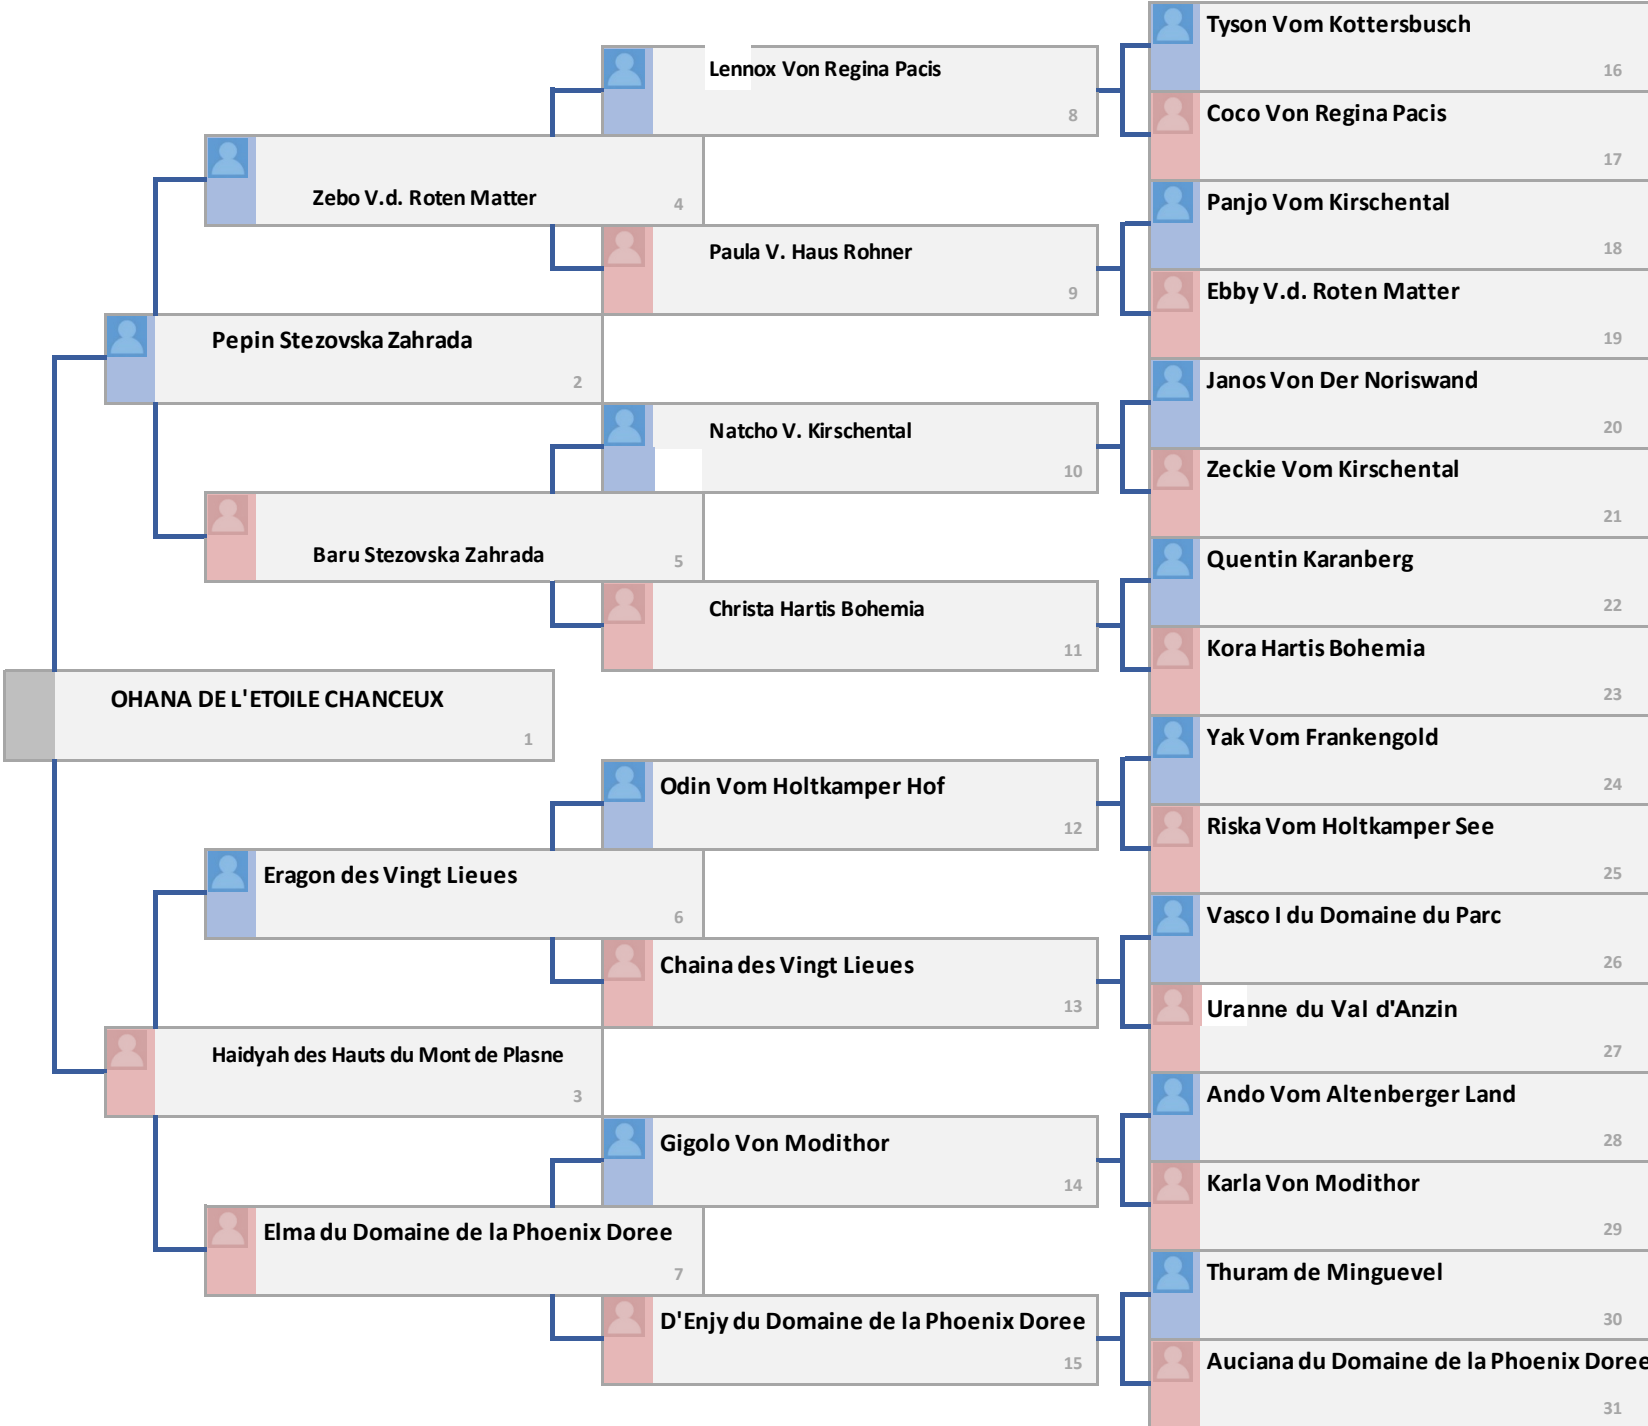 Tyson Vom Kottersbusch
16
Lennox Von Regina Pacis
8
Coco Von Regina Pacis
17
Zebo V.d. Roten Matter
4
Panjo Vom Kirschental
18
Paula V. Haus Rohner
9
Ebby V.d. Roten Matter
19
Pepin Stezovska Zahrada
2
Janos Von Der Noriswand
20
Natcho V. Kirschental
10
Zeckie Vom Kirschental
21
Baru Stezovska Zahrada
5
Quentin Karanberg
22
Christa Hartis Bohemia
11
Kora Hartis Bohemia
23
OHANA DE L'ETOILE CHANCEUX
1
Yak Vom Frankengold
24
Odin Vom Holtkamper Hof
12
Riska Vom Holtkamper See
25
Eragon des Vingt Lieues
6
Vasco I du Domaine du Parc
26
Chaina des Vingt Lieues
13
Uranne du Val d'Anzin
27
Haidyah des Hauts du Mont de Plasne
3
Ando Vom Altenberger Land
28
Gigolo Von Modithor
14
Karla Von Modithor
29
Elma du Domaine de la Phoenix Doree
7
Thuram de Minguevel
30
D'Enjy du Domaine de la Phoenix Doree
15
Auciana du Domaine de la Phoenix Doree
31